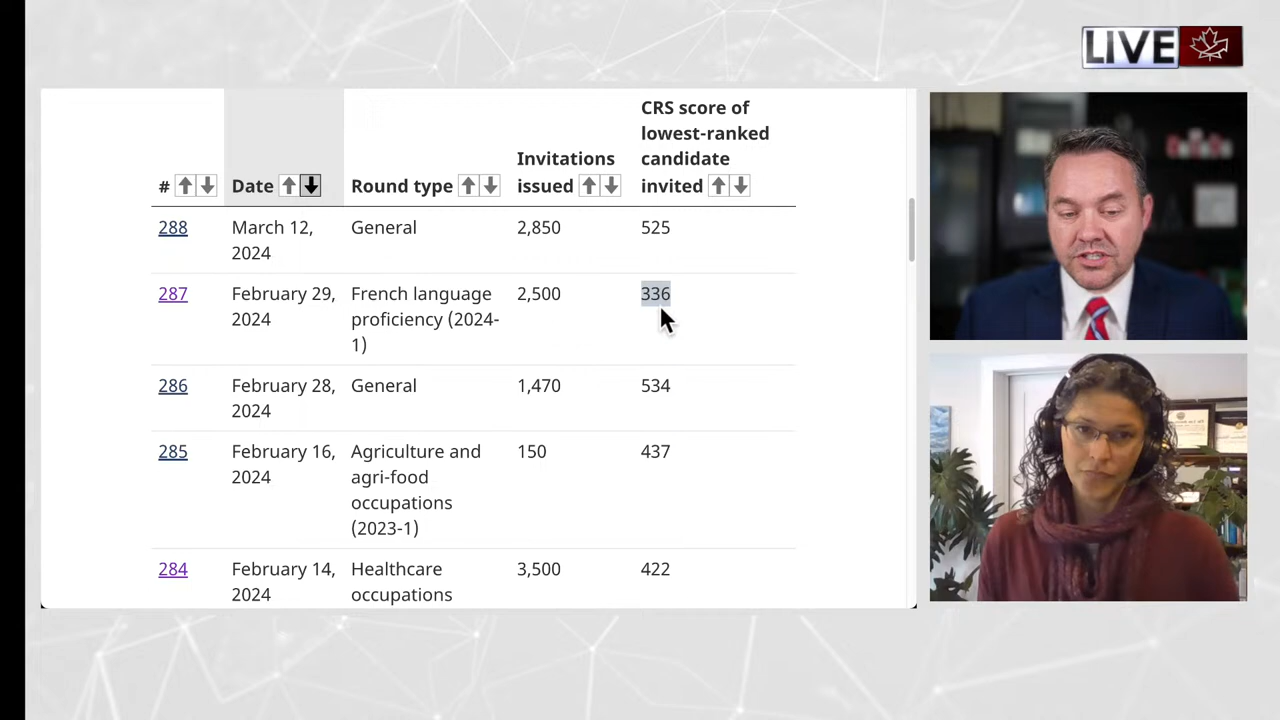 LIVE
CRS score of
lowest-ranked
Invitations candidate
# Date Round type issued invited
288 March 12, General 2,850 525
2024
287 February 29, French language 2,500 336
2024 proficiency (2024-
1)
286 February 28, General 1,470 534
2024
285 February 16, Agriculture and 150 437
2024 agri-food
occupations
(2023-1)
284 February 14, Healthcare 3,500 422
2024 occupations